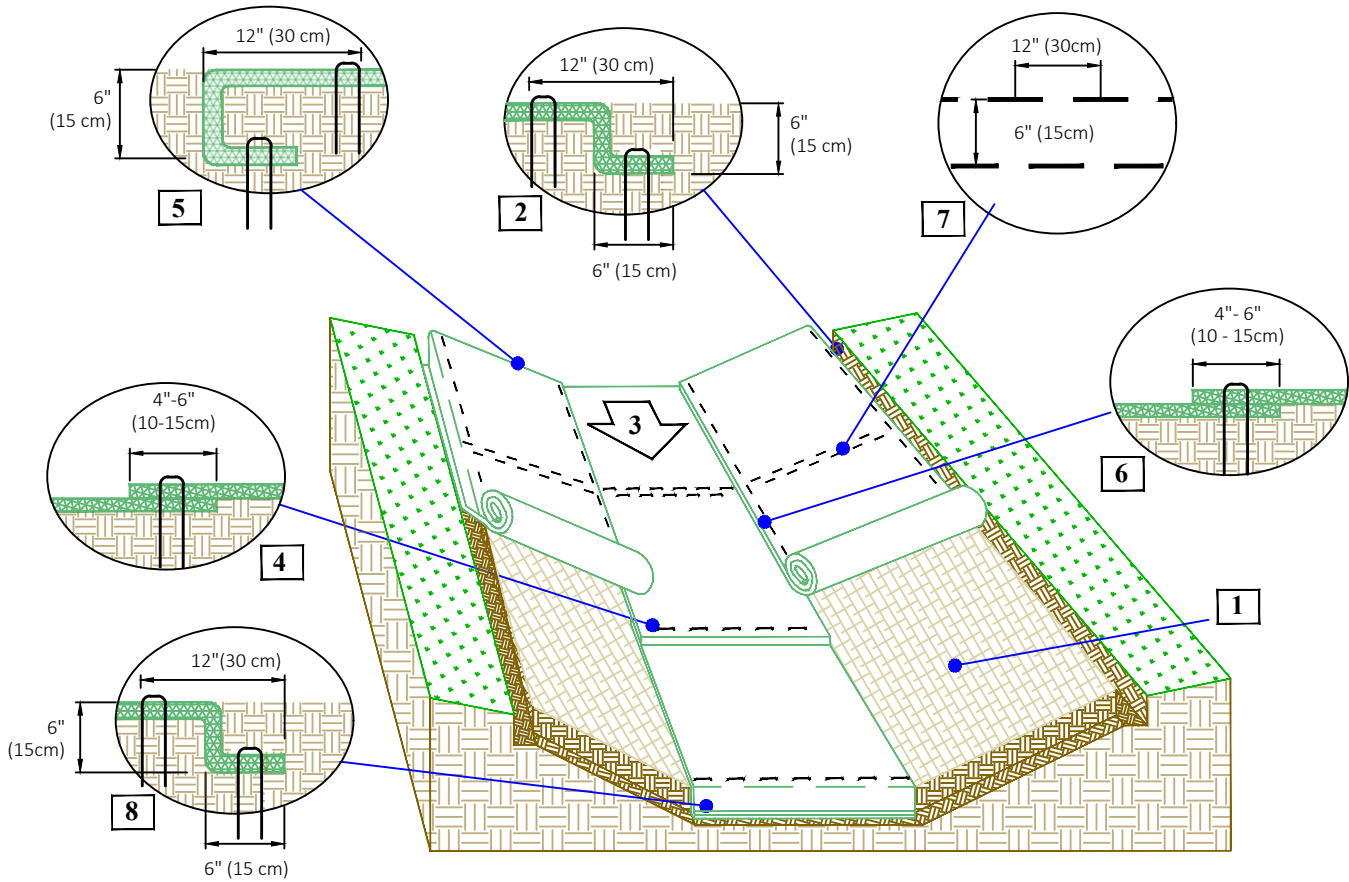 12" (30 cm)
6"
(15 cm)
5
12" (30 cm)
6"
(15 cm)
2
6" (15 cm)
12" (30cm)
6" (15cm)
7
4"- 6"
(10 - 15cm)
6
3
4"-6"
(10-15cm)
4
1
12"(30 cm)
6"
(15cm)
8
6" (15 cm)